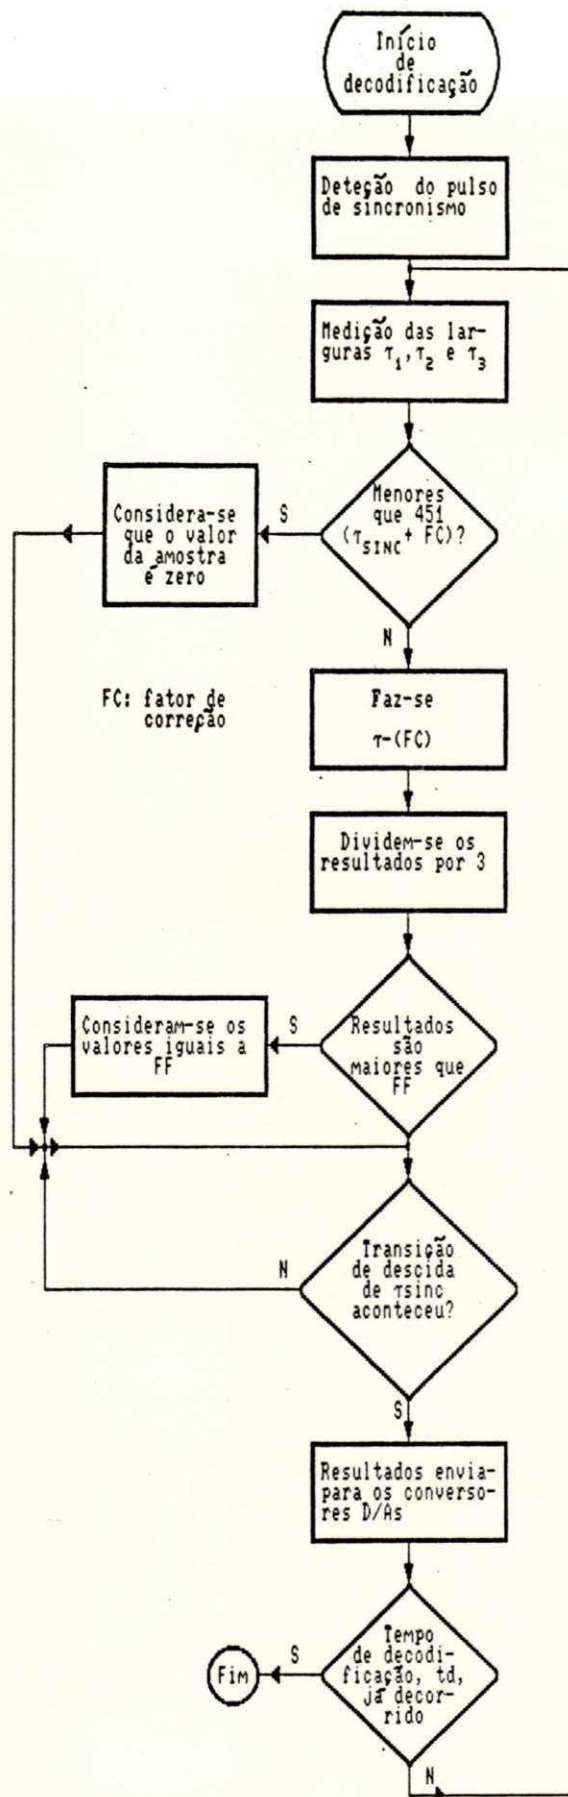 Início
de
decodificação
Deteção do pulso
de sincronismo
Medição das lar-
guras τ1,τ2 e τ3
Menores
que 451
(τSINC+ FC)?
S
Considera-se
que o valor
da amostra
é zero
N
FC: fator de
correção
Faz-se
τ-(FC)
Dividem-se os
resultados por 3
Resultados
são
maiores que
FF
S
Consideram-se os
valores iguais a
FF
Transição
de descida
de τsinc
aconteceu?
N
S
Resultados envia-
para os converso-
res D/As
Tempo
de decodi-
ficação, td,
já decor-
rido
S
Fim
N